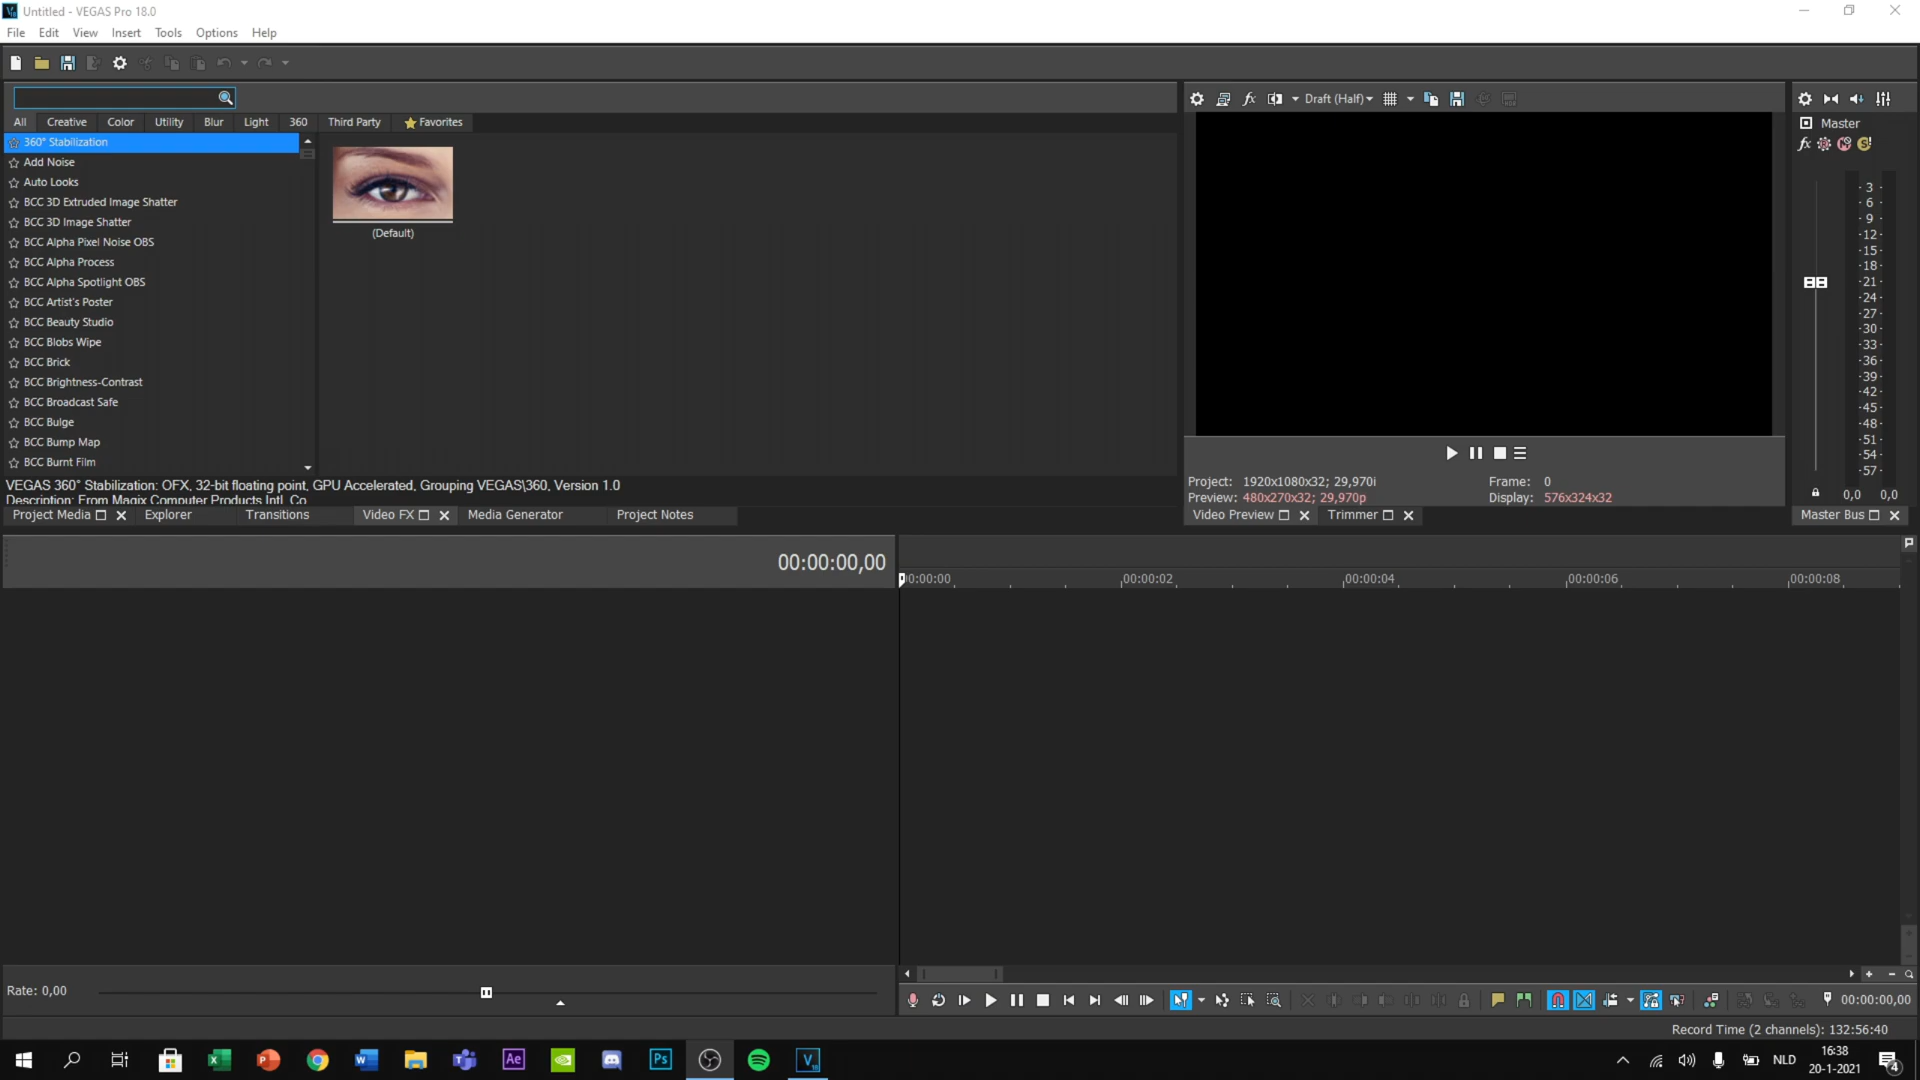 Untitled - VEGAS Pro 18.0
File Edit View Insert Tools Options Help
Draft (Half)
Master
All Creative Color Utility Blur Light 360 Third Party Favorites
360° Stabilization
Add Noise
Auto Looks
BCC 3D Extruded Image Shatter
BCC 3D Image Shatter
BCC Alpha Pixel Noise OBS
BCC Alpha Process
BCC Alpha Spotlight OBS
BCC Artist's Poster
BCC Beauty Studio
BCC Blobs Wipe
BCC Brick
BCC Brightness-Contrast
BCC Broadcast Safe
BCC Bulge
BCC Bump Map
BCC Burnt Film
(Default)
fx
- 3 -
- 6 -
- 9 -
-12-
-15-
-18-
-21-
-24-
-27-
-30-
-33-
-36-
-39-
-42-
-45-
-48-
-51-
-54-
-57-
0,0 0,0
VEGAS 360° Stabilization: OFX, 32-bit floating point, GPU Accelerated, Grouping VEGAS\360, Version 1.0
Description: From Magix Computer Products Intl. Co
Project: 1920x1080x32; 29,970i Frame: 0
Preview: 480x270x32; 29,970p Display: 576x324x32
Project Media Explorer Transitions Video FX Media Generator Project Notes
Video Preview Trimmer Master Bus
00:00:00,00
00:00:00 00:00:02 00:00:04 00:00:06 00:00:08
Rate: 0,00
00:00:00,00
Record Time (2 channels): 132:56:40
NLD 16:38
20-1-2021
4